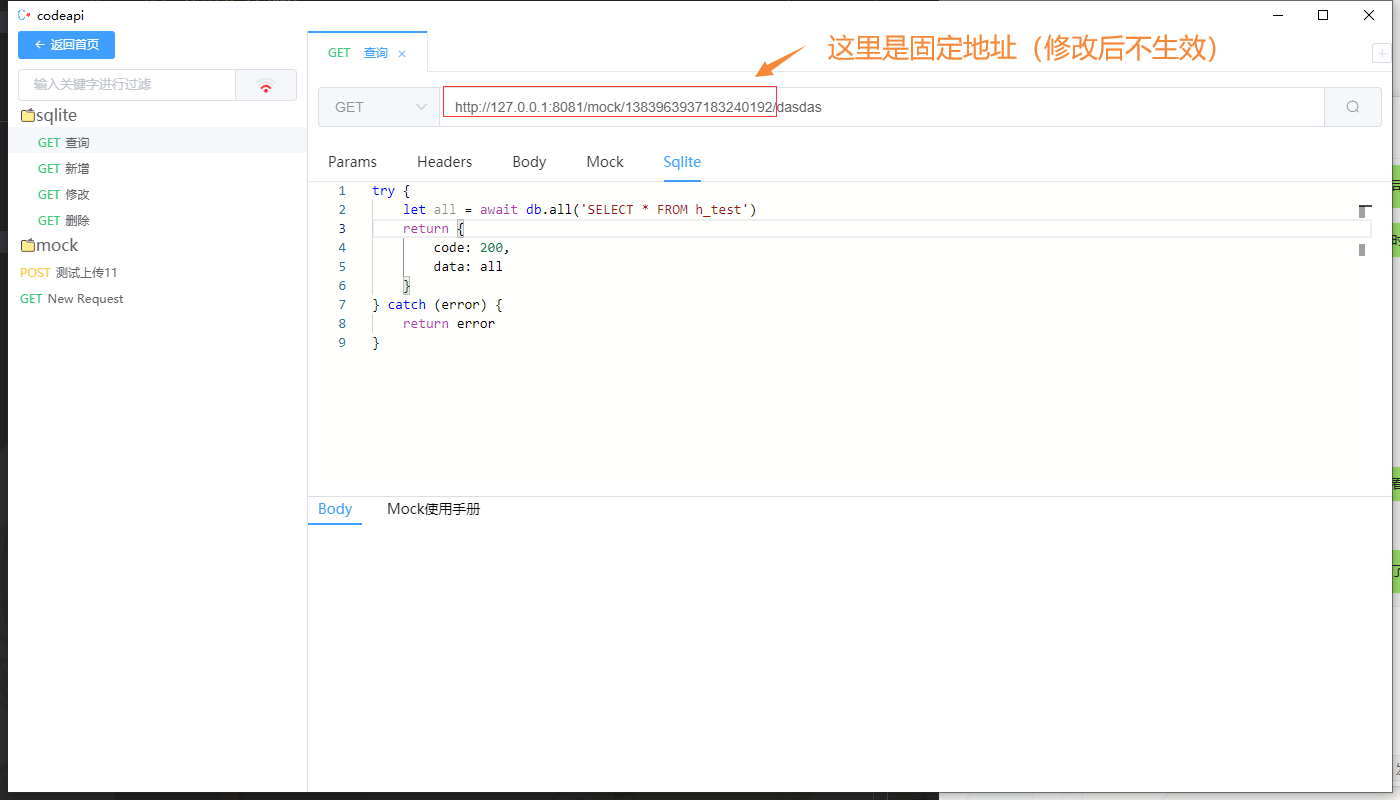 codeapi
← 返回首页
输入关键字进行过滤
sqlite
GET 查询
GET 新增
GET 修改
GET 删除
mock
POST 测试上传11
GET New Request
GET 查询 ×
这里是固定地址（修改后不生效）
GET
http://127.0.0.1:8081/mock/1383963937183240192/dasdas
Params Headers Body Mock Sqlite
1 try {
2 let all = await db.all('SELECT * FROM h_test')
3 return {
4 code: 200,
5 data: all
6 }
7 } catch (error) {
8 return error
9 }
Body Mock使用手册